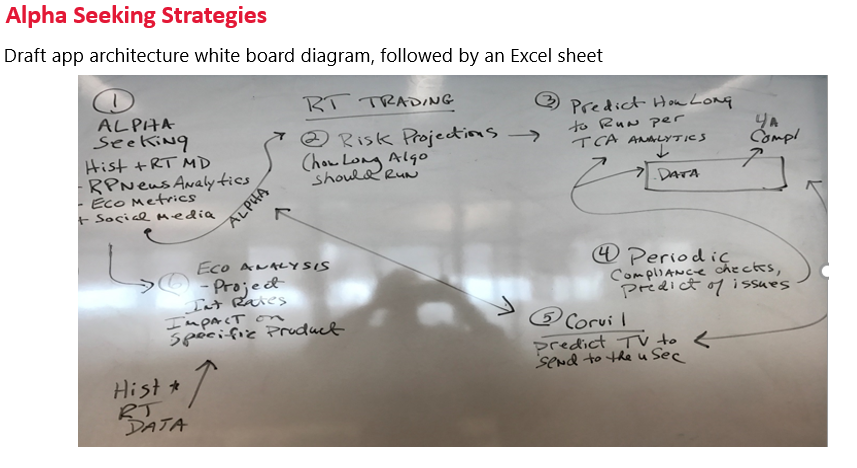 Alpha Seeking Strategies
Draft app architecture white board diagram, followed by an Excel sheet
1
ALPHA
Seeking
Hist + RT MD
- RPNewsAnalytics
- Eco Metrics
+ Social Media
ALPHA
RT TRADING
2 Risk Projections
(how Long Algo
should Run
3 Predict How Long
to Run per
TCA ANALYTICS
4A
Compl
DATA
4 Periodic
Compliance checks,
predict of issues
5 Corvil
predict TV to
send to the u Sec
6 Eco ANALYSIS
- Project
Int Rates
Impact on
Specific Product
Hist +
RT
DATA